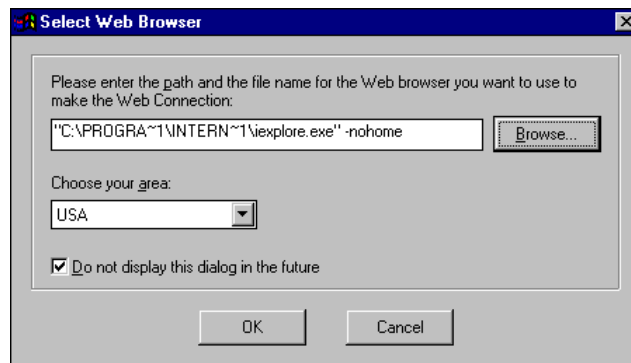 Select Web Browser
Please enter the path and the file name for the Web browser you want to use to
make the Web Connection:
"C:\PROGRA~1\INTERN~1\iexplore.exe" -nohome
Browse...
Choose your area:
USA
Do not display this dialog in the future
OK
Cancel